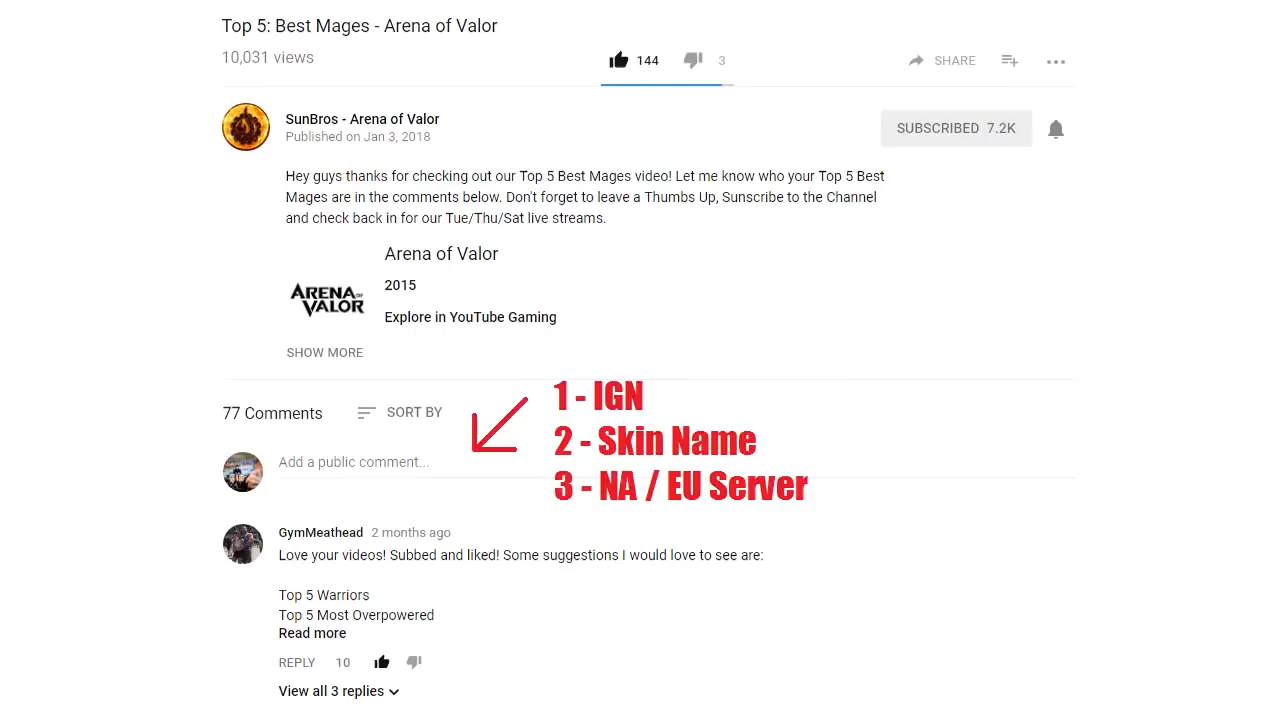 Top 5: Best Mages - Arena of Valor
10,031 views
144
3
SHARE
SunBros - Arena of Valor
Published on Jan 3, 2018
SUBSCRIBED 7.2K
Hey guys thanks for checking out our Top 5 Best Mages video! Let me know who your Top 5 Best
Mages are in the comments below. Don't forget to leave a Thumbs Up, Sunscribe to the Channel
and check back in for our Tue/Thu/Sat live streams.
Arena of Valor
ARENA OF
VALOR
2015
Explore in YouTube Gaming
SHOW MORE
77 Comments
SORT BY
1 - IGN
2 - Skin Name
3 - NA / EU Server
Add a public comment...
GymMeathead 2 months ago
Love your videos! Subbed and liked! Some suggestions I would love to see are:
Top 5 Warriors
Top 5 Most Overpowered
Read more
REPLY 10
View all 3 replies